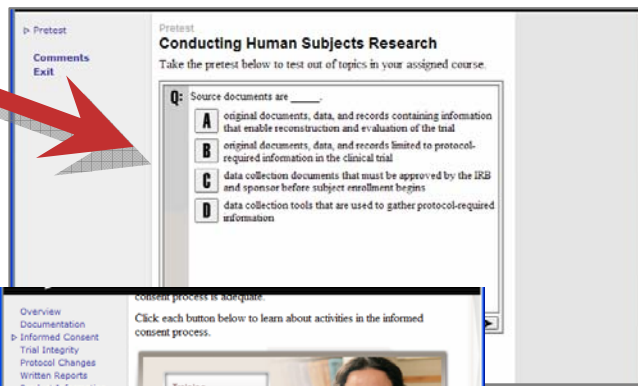 Pretest
Comments
Exit
Pretest
Conducting Human Subjects Research
Take the pretest below to test out of topics in your assigned course.
Q: Source documents are _____.
A original documents, data, and records containing information
that enable reconstruction and evaluation of the trial
B original documents, data, and records limited to protocol-
required information in the clinical trial
C data collection documents that must be approved by the IRB
and sponsor before subject enrollment begins
D data collection tools that are used to gather protocol-required
information
Overview
Documentation
Informed Consent
Trial Integrity
Protocol Changes
Written Reports
consent process is adequate.
Click each button below to learn about activities in the informed
consent process.